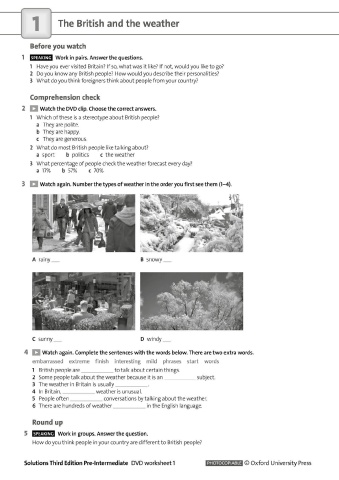 1 The British and the weather
Before you watch
1 SPEAKING Work in pairs. Answer the questions.
1 Have you ever visited Britain? If so, what was it like? If not, would you like to go?
2 Do you know any British people? How would you describe their personalities?
3 What do you think foreigners think about people from your country?
Comprehension check
2 Watch the DVD clip. Choose the correct answers.
1 Which of these is a stereotype about British people?
a They are polite.
b They are happy.
c They are generous.
2 What do most British people like talking about?
a sport b politics c the weather
3 What percentage of people check the weather forecast every day?
a 17% b 57% c 70%
3 Watch again. Number the types of weather in the order you first see them (1–4).
A rainy ___
B snowy ___
C sunny ___
D windy ___
4 Watch again. Complete the sentences with the words below. There are two extra words.
embarrassed extreme finish interesting mild phrases start words
1 British people are ____________ to talk about certain things.
2 Some people talk about the weather because it is an ____________ subject.
3 The weather in Britain is usually ____________.
4 In Britain, ____________ weather is unusual.
5 People often ____________ conversations by talking about the weather.
6 There are hundreds of weather ____________ in the English language.
Round up
5 SPEAKING Work in groups. Answer the question.
How do you think people in your country are different to British people?
Solutions Third Edition Pre-Intermediate DVD worksheet 1 PHOTOCOPIABLE © Oxford University Press